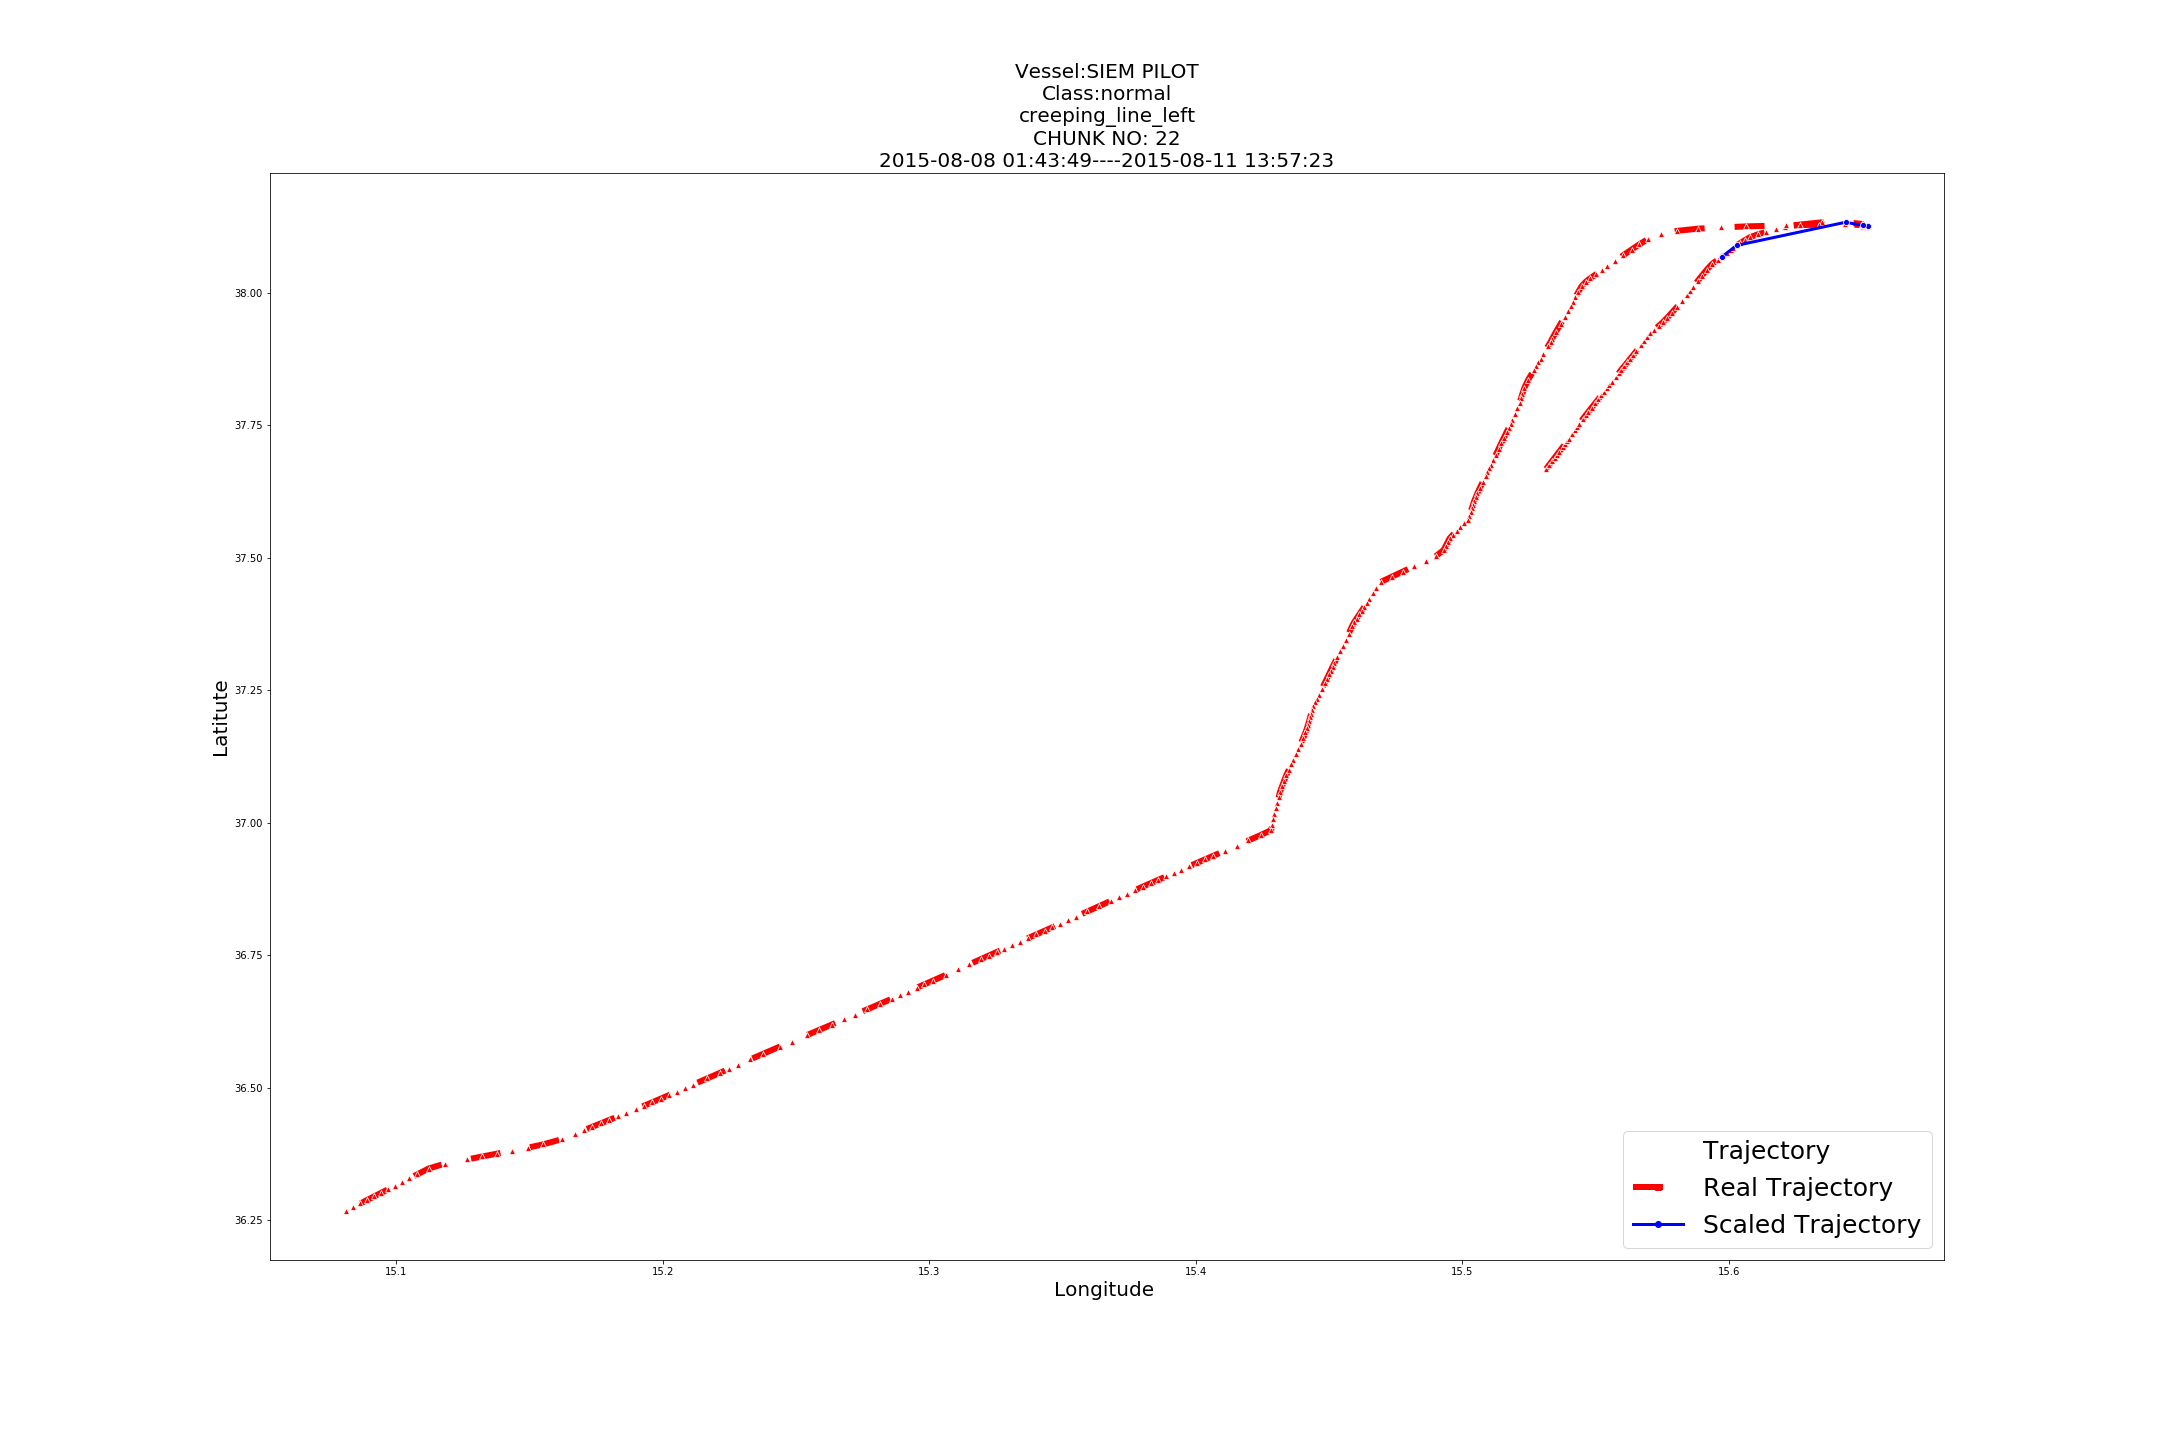 Vessel:SIEM PILOT
Class:normal
creeping_line_left
CHUNK NO: 22
2015-08-08 01:43:49----2015-08-11 13:57:23
Latitute
38.00
37.75
37.50
37.25
37.00
36.75
36.50
36.25
15.1
15.2
15.3
15.4
15.5
15.6
Longitude
Trajectory
Real Trajectory
Scaled Trajectory